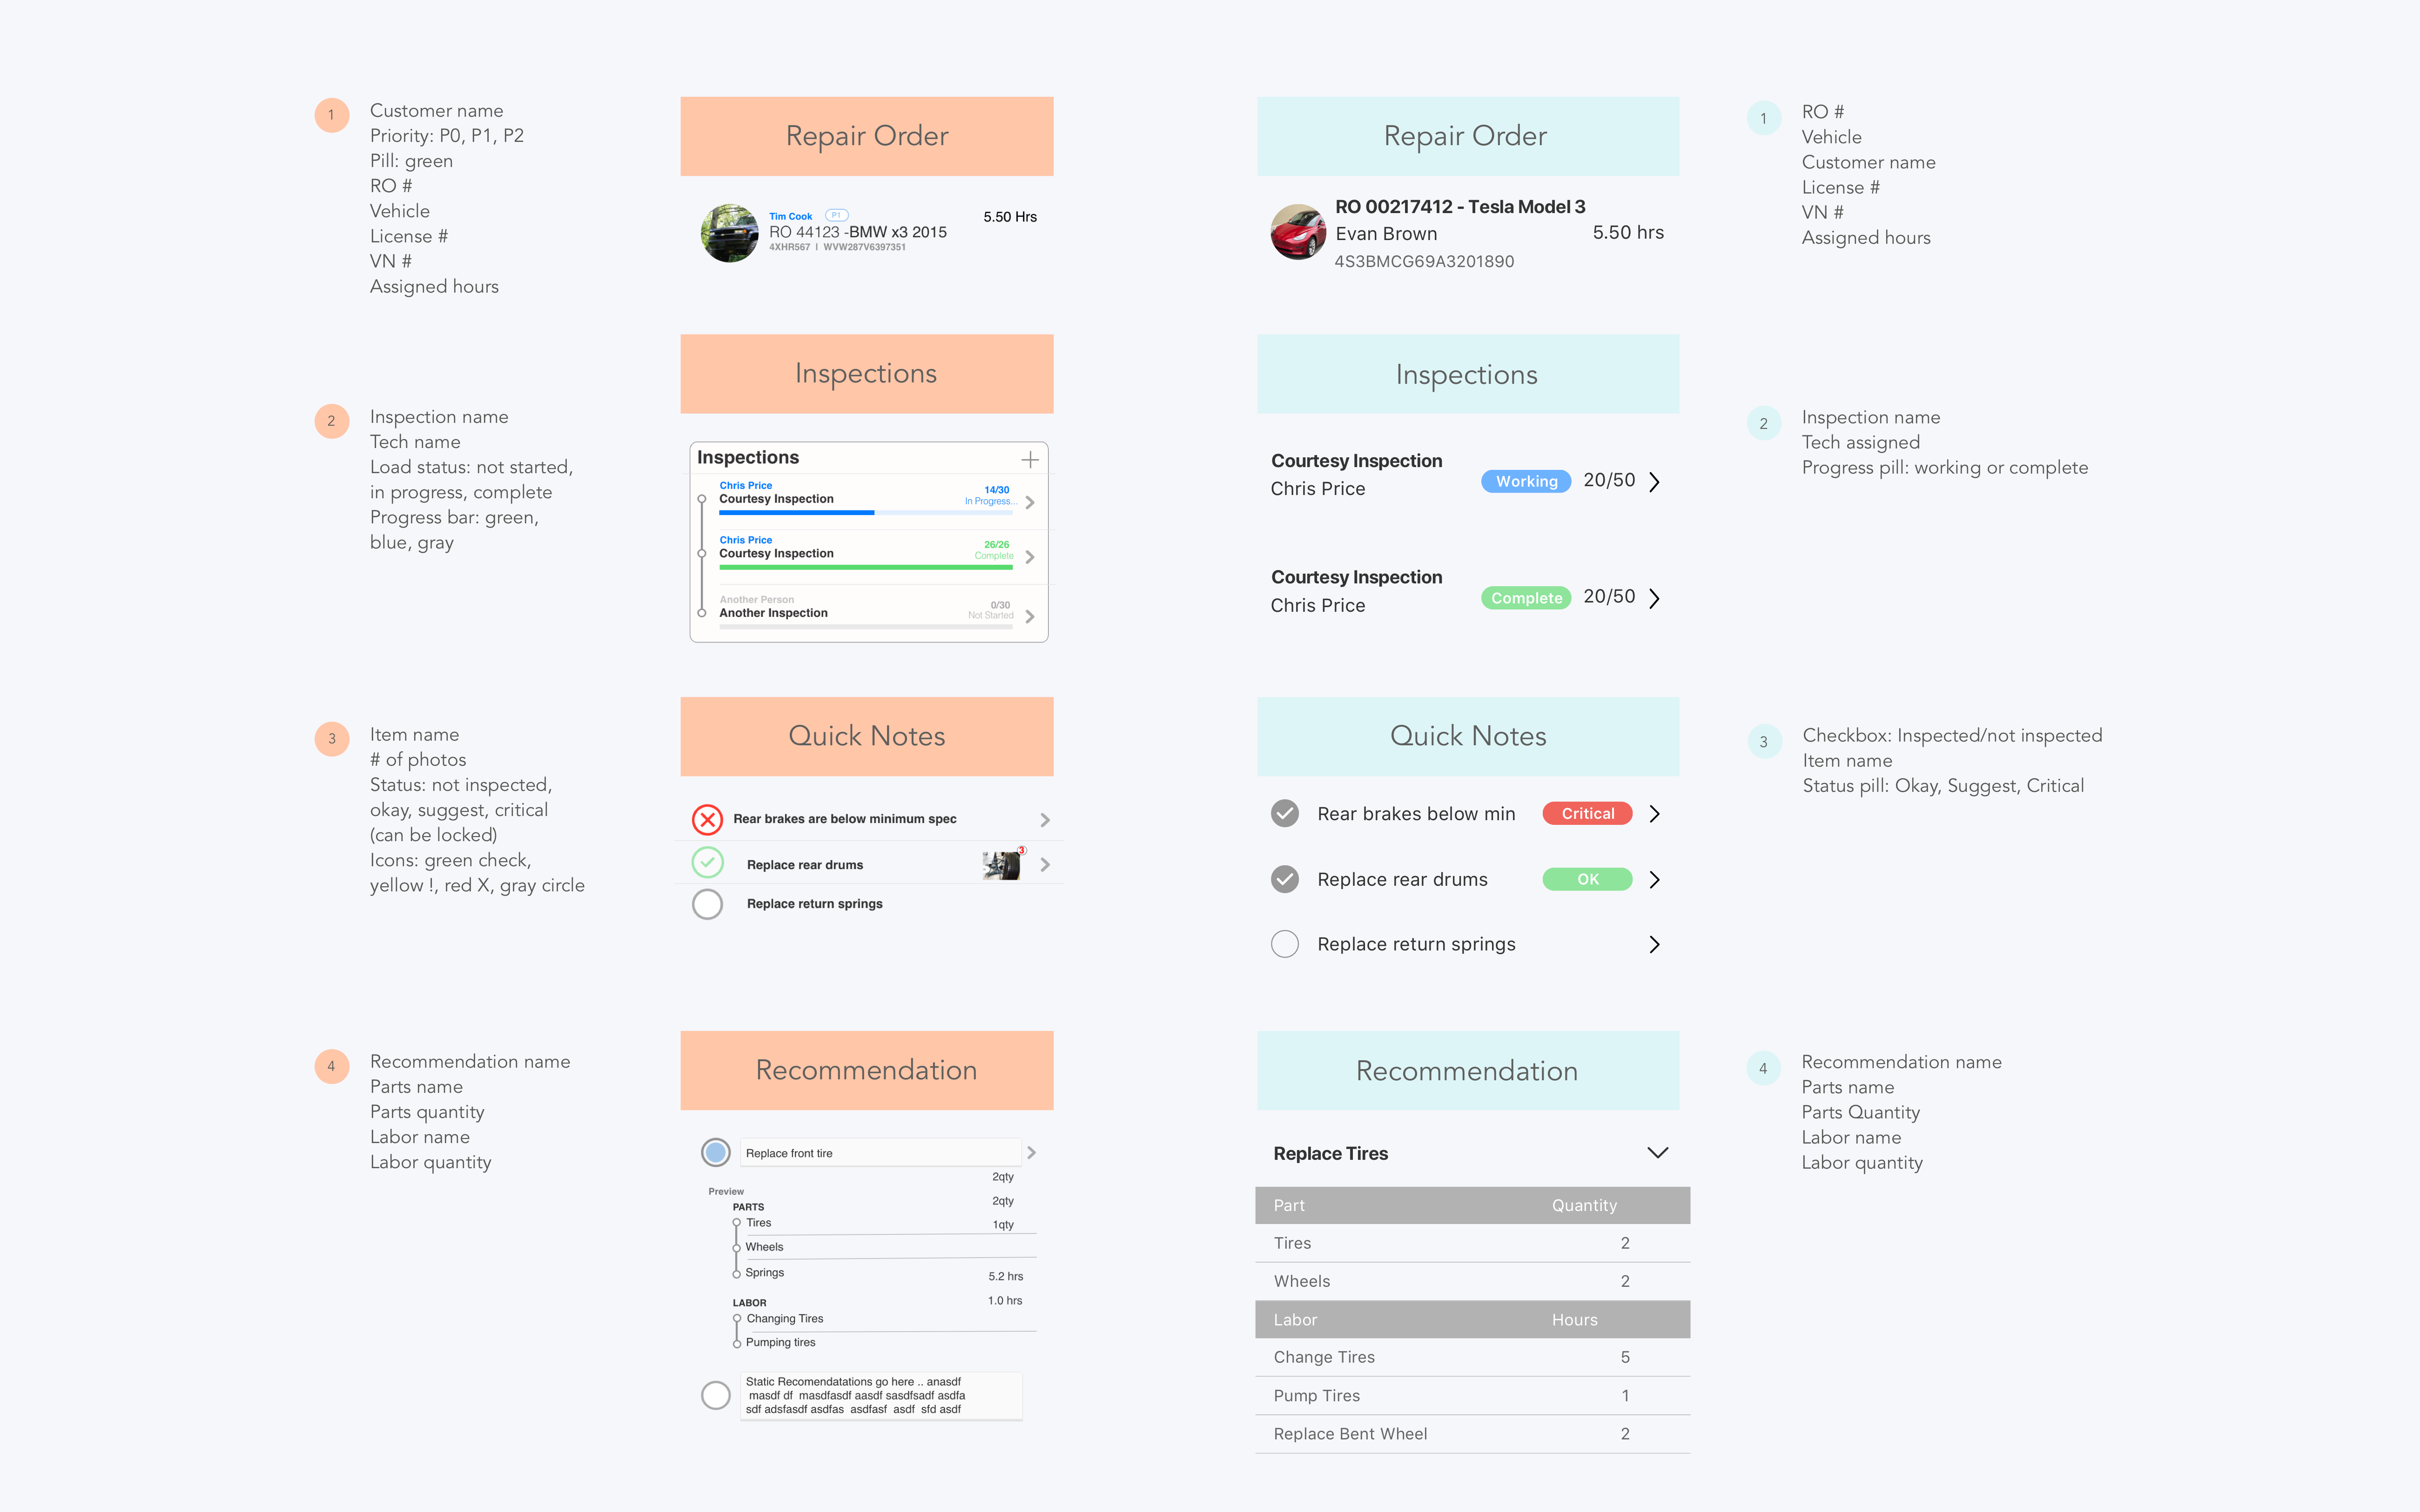 1
Customer name
Priority: P0, P1, P2
Pill: green
RO #
Vehicle
License #
VN #
Assigned hours
Repair Order
Tim Cook P1
RO 44123 -BMW x3 2015
4XHR567 | WVW287V6397351
5.50 Hrs
Repair Order
RO 00217412 - Tesla Model 3
Evan Brown
4S3BMCG69A3201890
5.50 hrs
1
RO #
Vehicle
Customer name
License #
VN #
Assigned hours
2
Inspection name
Tech name
Load status: not started,
in progress, complete
Progress bar: green,
blue, gray
Inspections
Inspections
Chris Price
Courtesy Inspection
14/30
In Progress...
Chris Price
Courtesy Inspection
26/26
Complete
Another Person
Another Inspection
0/30
Not Started
Inspections
Courtesy Inspection
Chris Price
Working 20/50
Courtesy Inspection
Chris Price
Complete 20/50
2
Inspection name
Tech assigned
Progress pill: working or complete
3
Item name
# of photos
Status: not inspected,
okay, suggest, critical
(can be locked)
Icons: green check,
yellow !, red X, gray circle
Quick Notes
Rear brakes are below minimum spec
Replace rear drums
3
Replace return springs
Quick Notes
Rear brakes below min Critical
Replace rear drums OK
Replace return springs
3
Checkbox: Inspected/not inspected
Item name
Status pill: Okay, Suggest, Critical
4
Recommendation name
Parts name
Parts quantity
Labor name
Labor quantity
Recommendation
Replace front tire
2qty
Preview
2qty
PARTS
Tires
1qty
Wheels
Springs
5.2 hrs
LABOR
1.0 hrs
Changing Tires
Pumping tires
Static Recomendatations go here .. anasdf
masdf df masdfasdf aasdf sasdfsadf asdfa
sdf adsfasdf asdfas asdfasf asdf sfd asdf
Recommendation
Replace Tires
Part Quantity
Tires 2
Wheels 2
Labor Hours
Change Tires 5
Pump Tires 1
Replace Bent Wheel 2
4
Recommendation name
Parts name
Parts Quantity
Labor name
Labor quantity